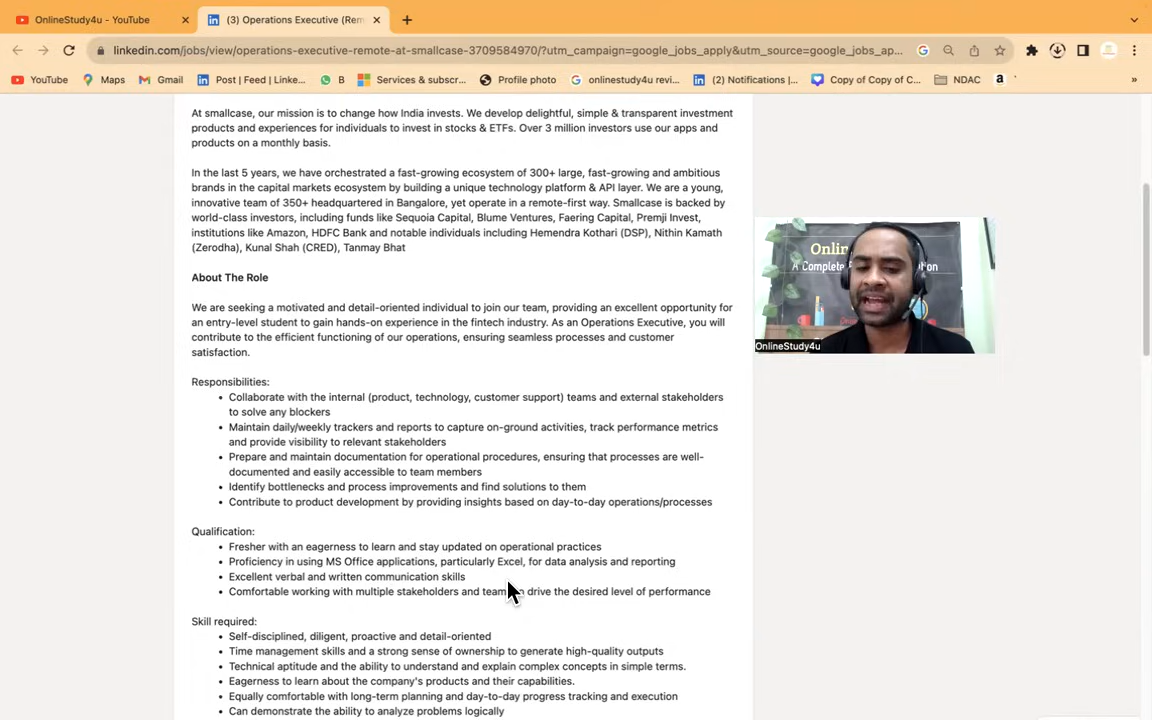 OnlineStudy4u - YouTube
(3) Operations Executive (Rem
linkedin.com/jobs/view/operations-executive-remote-at-smallcase-3709584970/?utm_campaign=google_jobs_apply&utm_source=google_jobs_ap...
YouTube
Maps
Gmail
Post | Feed | Linke...
B
Services & subscr...
Profile photo
onlinestudy4u revi...
(2) Notifications |...
Copy of Copy of C...
NDAC
At smallcase, our mission is to change how India invests. We develop delightful, simple & transparent investment
products and experiences for individuals to invest in stocks & ETFs. Over 3 million investors use our apps and
products on a monthly basis.
In the last 5 years, we have orchestrated a fast-growing ecosystem of 300+ large, fast-growing and ambitious
brands in the capital markets ecosystem by building a unique technology platform & API layer. We are a young,
innovative team of 350+ headquartered in Bangalore, yet operate in a remote-first way. Smallcase is backed by
world-class investors, including funds like Sequoia Capital, Blume Ventures, Faering Capital, Premji Invest,
institutions like Amazon, HDFC Bank and notable individuals including Hemendra Kothari (DSP), Nithin Kamath
(Zerodha), Kunal Shah (CRED), Tanmay Bhat
About The Role
We are seeking a motivated and detail-oriented individual to join our team, providing an excellent opportunity for
an entry-level student to gain hands-on experience in the fintech industry. As an Operations Executive, you will
contribute to the efficient functioning of our operations, ensuring seamless processes and customer
satisfaction.
Responsibilities:
• Collaborate with the internal (product, technology, customer support) teams and external stakeholders
to solve any blockers
• Maintain daily/weekly trackers and reports to capture on-ground activities, track performance metrics
and provide visibility to relevant stakeholders
• Prepare and maintain documentation for operational procedures, ensuring that processes are well-
documented and easily accessible to team members
• Identify bottlenecks and process improvements and find solutions to them
• Contribute to product development by providing insights based on day-to-day operations/processes
Qualification:
• Fresher with an eagerness to learn and stay updated on operational practices
• Proficiency in using MS Office applications, particularly Excel, for data analysis and reporting
• Excellent verbal and written communication skills
• Comfortable working with multiple stakeholders and team drive the desired level of performance
Skill required:
• Self-disciplined, diligent, proactive and detail-oriented
• Time management skills and a strong sense of ownership to generate high-quality outputs
• Technical aptitude and the ability to understand and explain complex concepts in simple terms.
• Eagerness to learn about the company's products and their capabilities.
• Equally comfortable with long-term planning and day-to-day progress tracking and execution
• Can demonstrate the ability to analyze problems logically
Onlin
A Complete
OnlineStudy4u